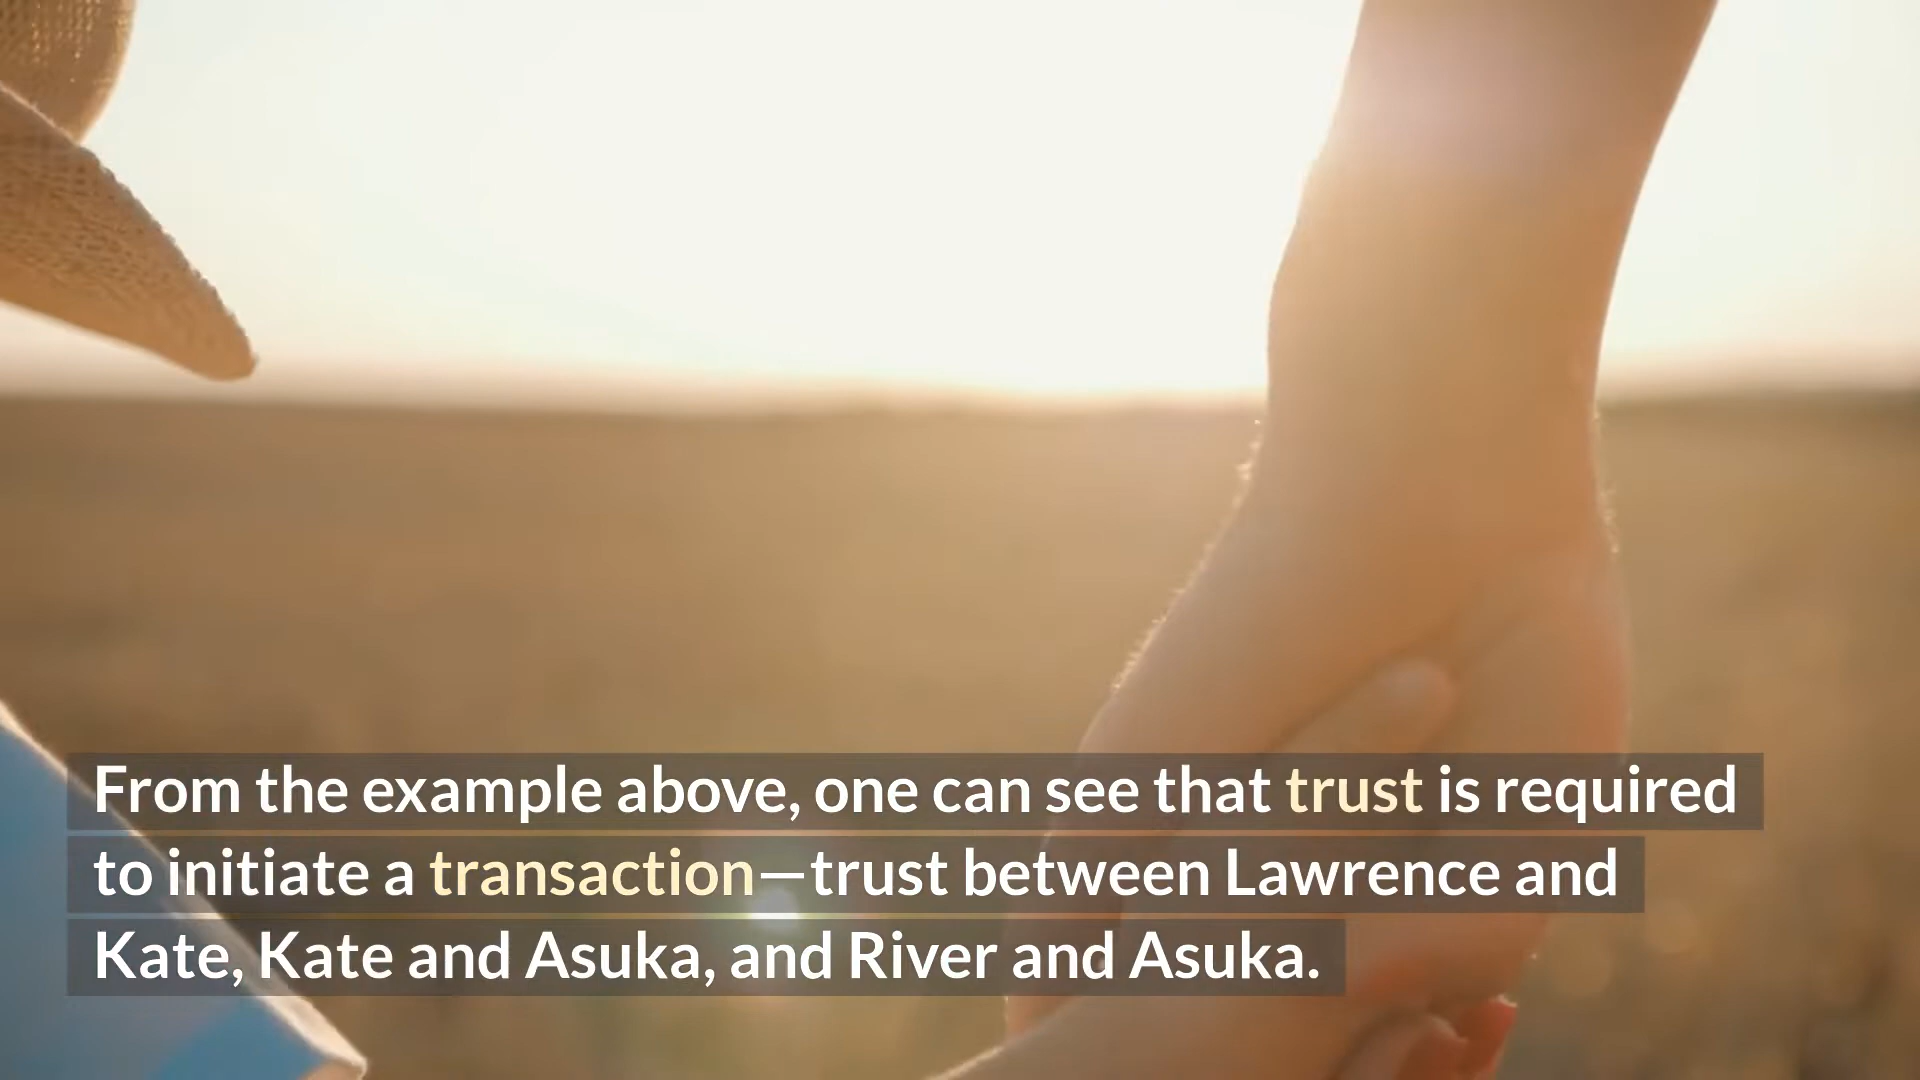 From the example above, one can see that trust is required
to initiate a transaction—trust between Lawrence and
Kate, Kate and Asuka, and River and Asuka.